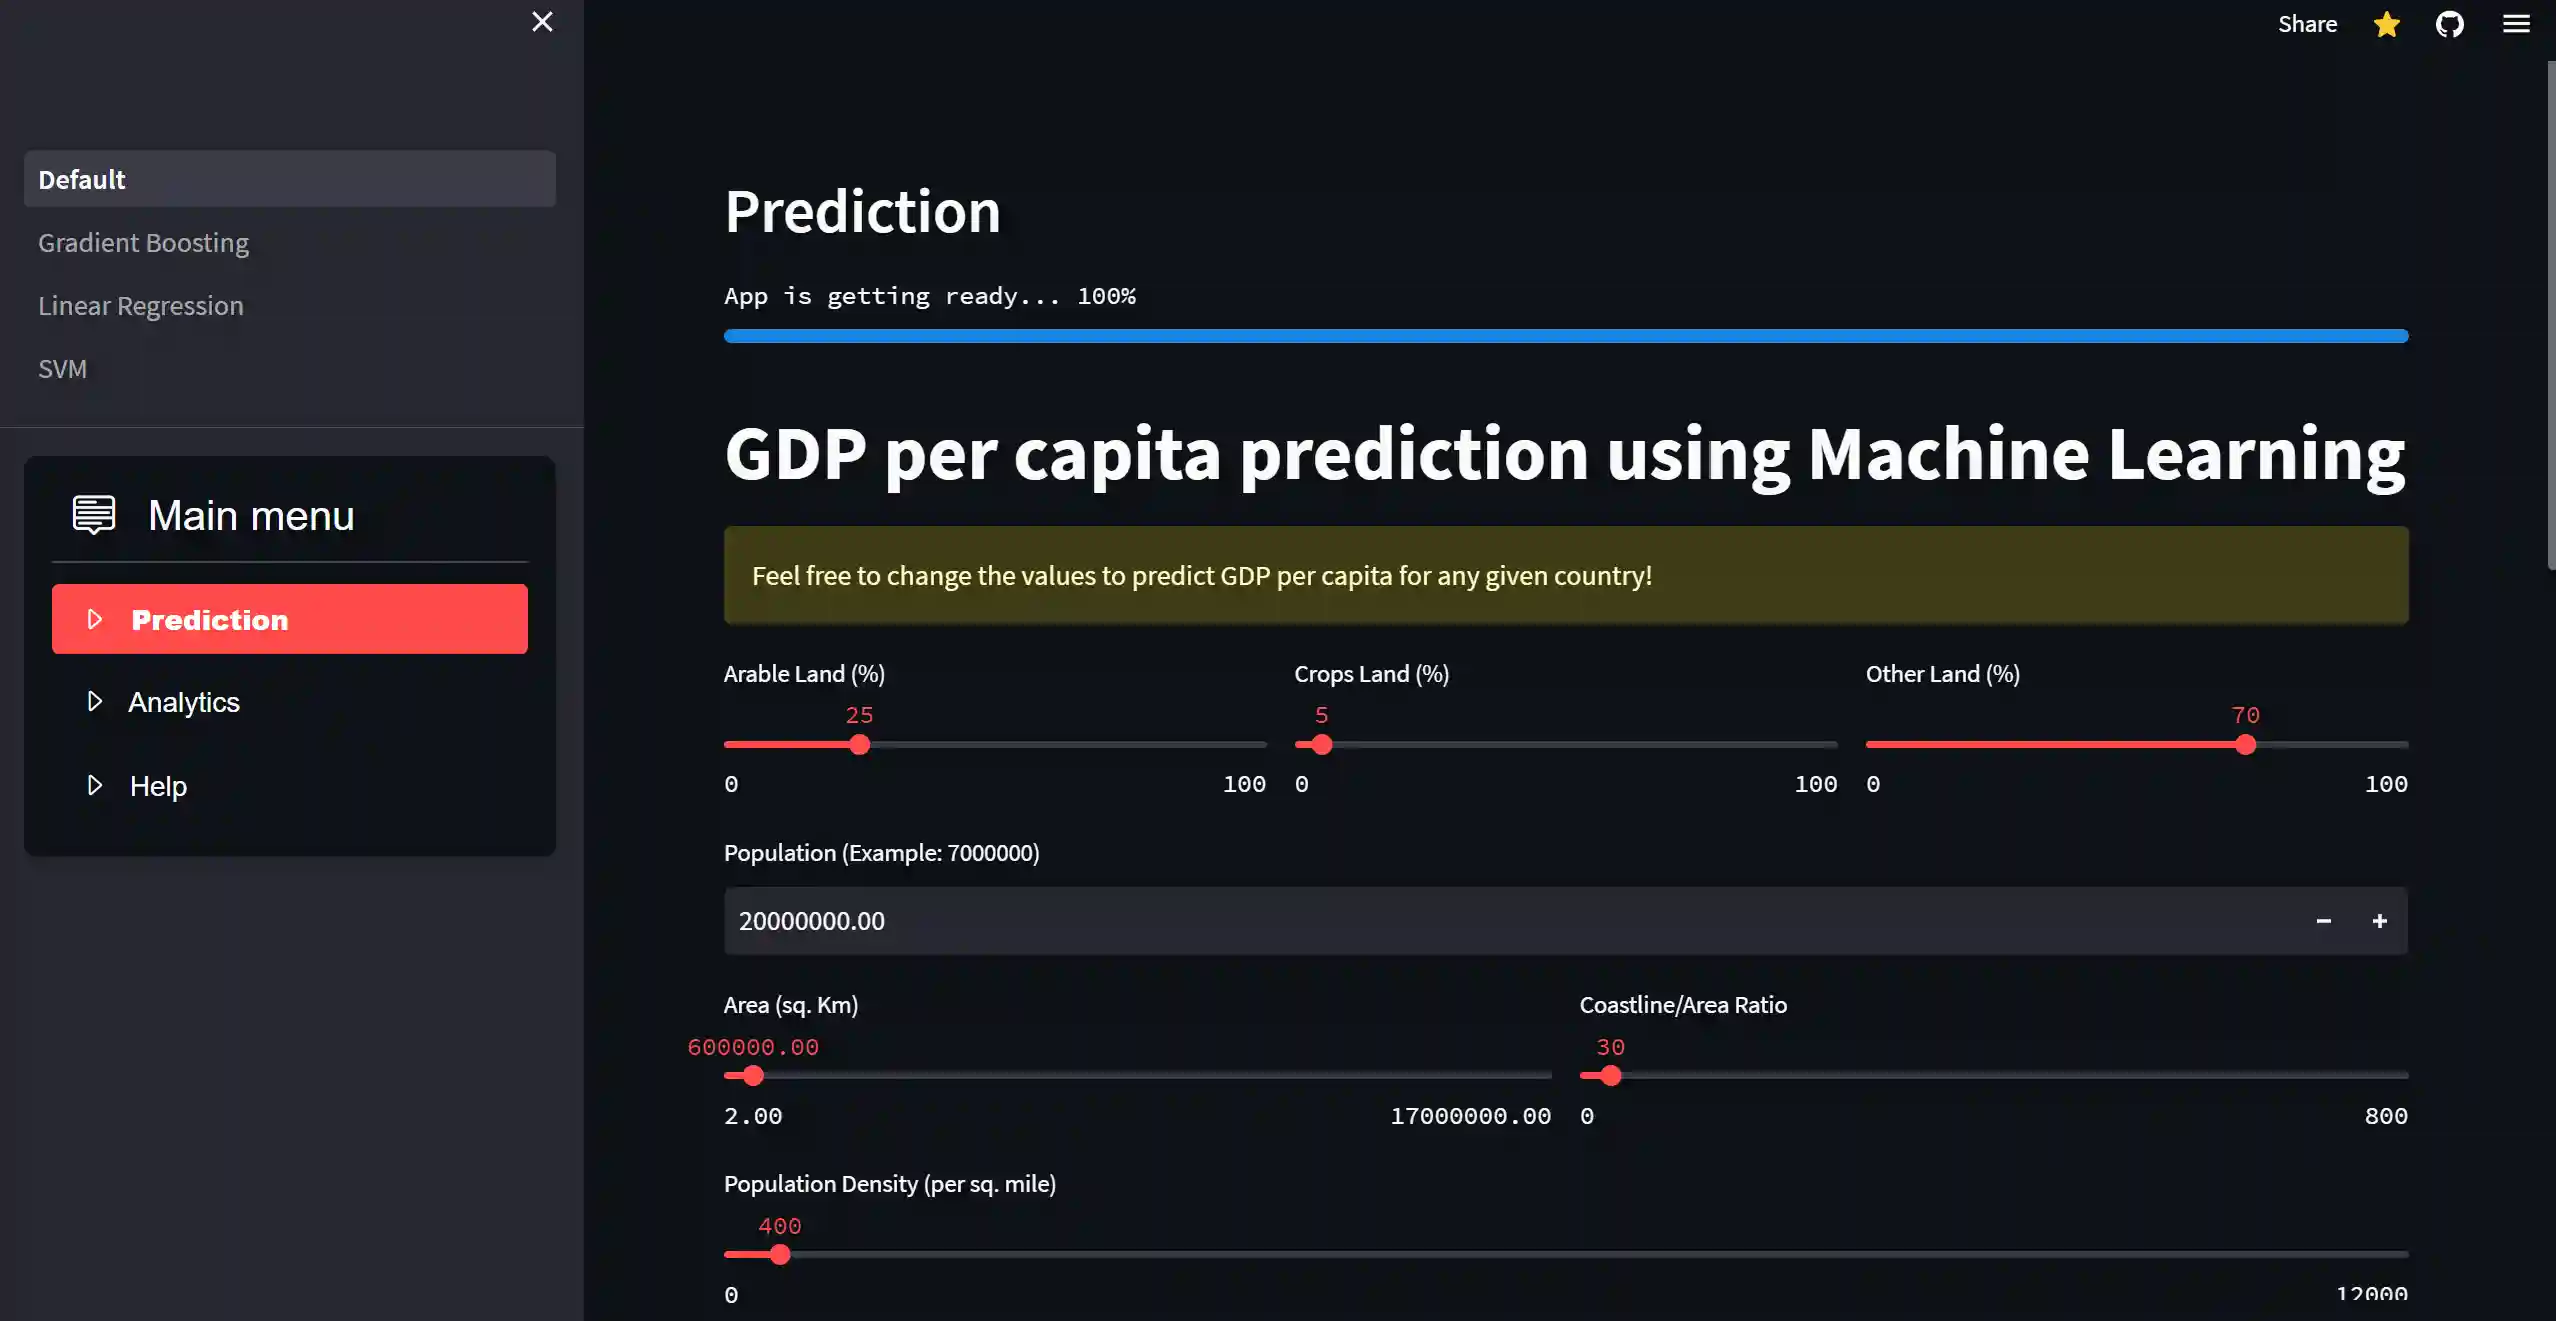 Share
Default
Gradient Boosting
Linear Regression
SVM
Main menu
Prediction
Analytics
Help
Prediction
App is getting ready... 100%
GDP per capita prediction using Machine Learning
Feel free to change the values to predict GDP per capita for any given country!
Arable Land (%) Crops Land (%) Other Land (%)
25 5 70
0 100 0 100 0 100
Population (Example: 7000000)
20000000.00
Area (sq. Km) Coastline/Area Ratio
600000.00 30
2.00 17000000.00 0 800
Population Density (per sq. mile)
400
0 12000